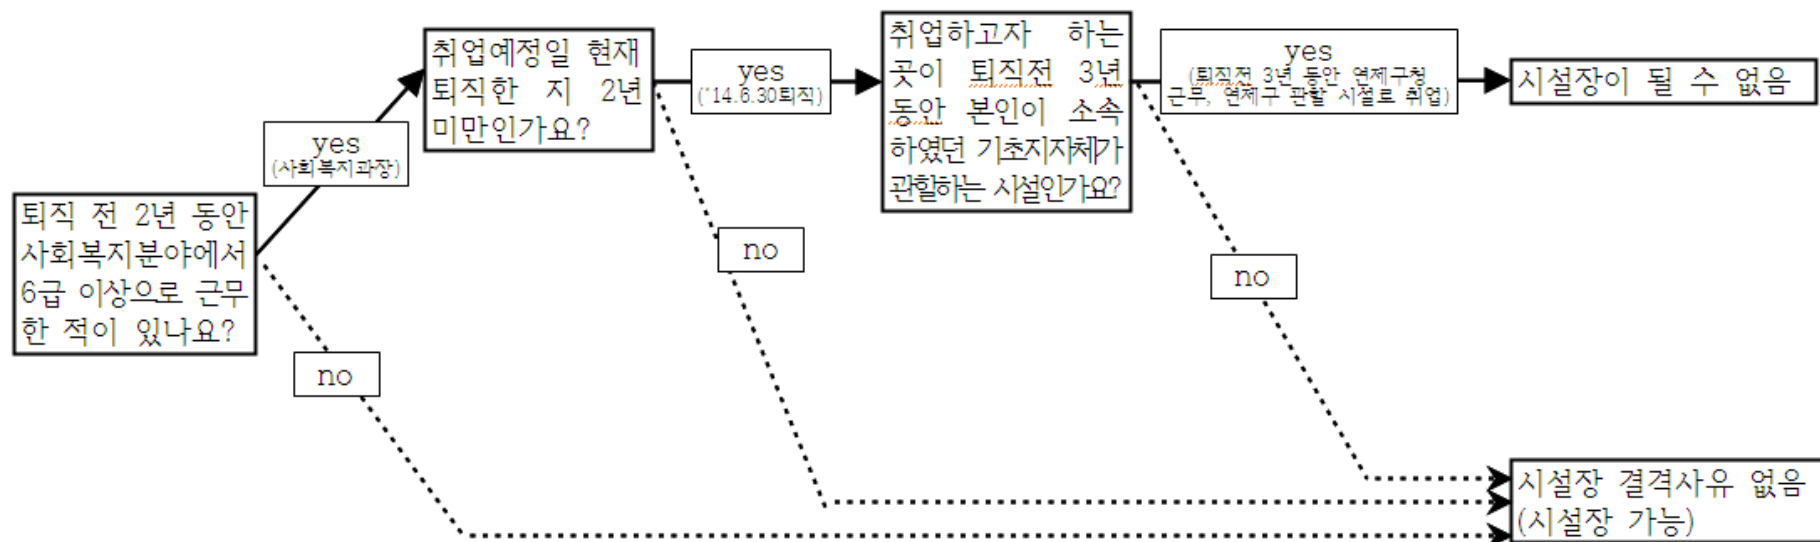 퇴직 전 2년 동안
사회복지분야에서
6급 이상으로 근무
한 적이 있나요?
yes
(사회복지과장)
no
취업예정일 현재
퇴직한 지 2년
미만인가요?
yes
('14.6.30퇴직)
no
취업하고자 하는
곳이 퇴직전 3년
동안 본인이 소속
하였던 기초지자체가
관할하는 시설인가요?
yes
(퇴직전 3년 동안 연제구청
근무, 연제구 관할 시설로 취업)
no
시설장이 될 수 없음
시설장 결격사유 없음
(시설장 가능)